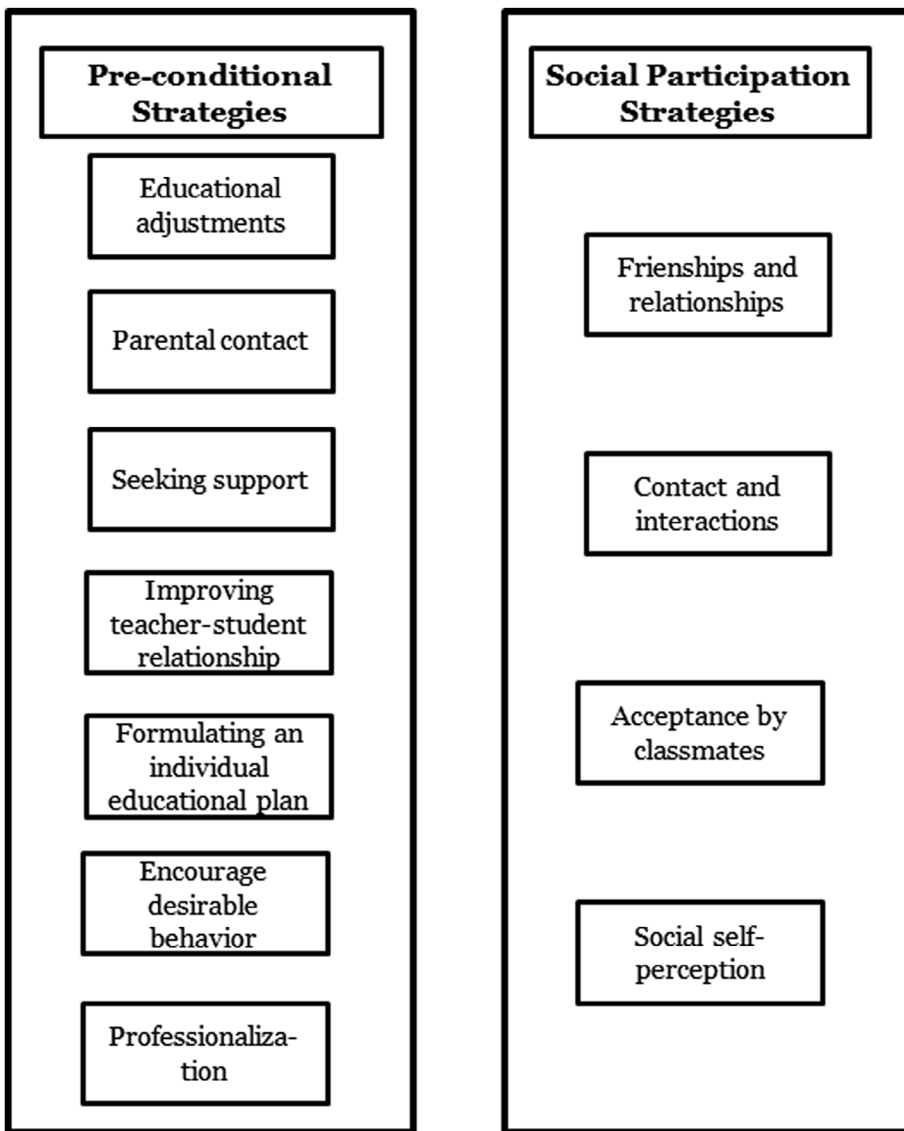 Pre-conditional
Strategies
Educational
adjustments
Parental contact
Seeking support
Improving
teacher-student
relationship
Formulating an
individual
educational plan
Encourage
desirable
behavior
Professionaliza-
tion
Social Participation
Strategies
Frienships and
relationships
Contact and
interactions
Acceptance by
classmates
Social self-
perception